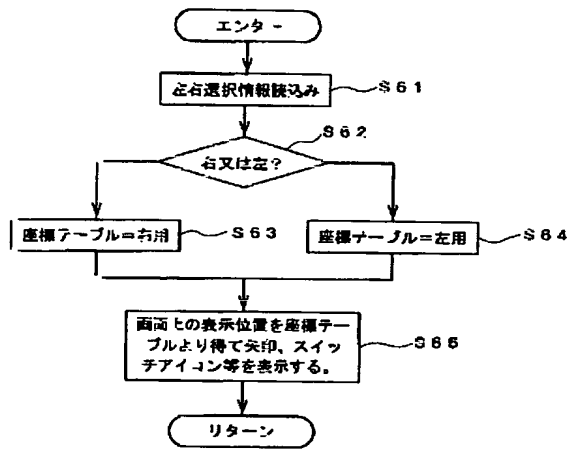 エンター
左右選択情報読込み
S61
S62
右又は左?
座標テーブル=右用
S63
座標テーブル=左用
S64
画面上の表示位置を座標テー
ブルより得て矢印、スイッ
チアイコン等を表示する。
S65
リターン